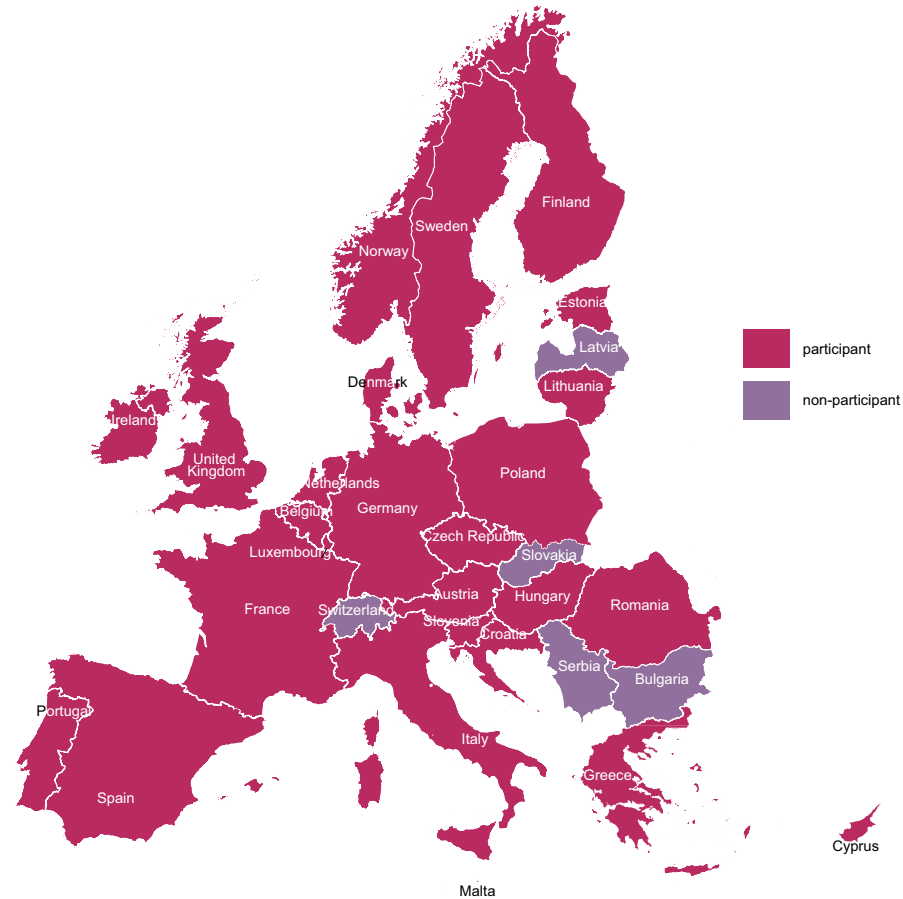 Finland
Sweden
Norway
Estonia
Latvia
participant
Denmark
Lithuania
non-participant
Ireland
United
Kingdom
Poland
Netherlands
Germany
Belgium
Czech Republic
Luxembourg
Slovakia
Austria
Hungary
France
Switzerland
Romania
Slovenia
Croatia
Serbia
Bulgaria
Portugal
Italy
Greece
Spain
Cyprus
Malta